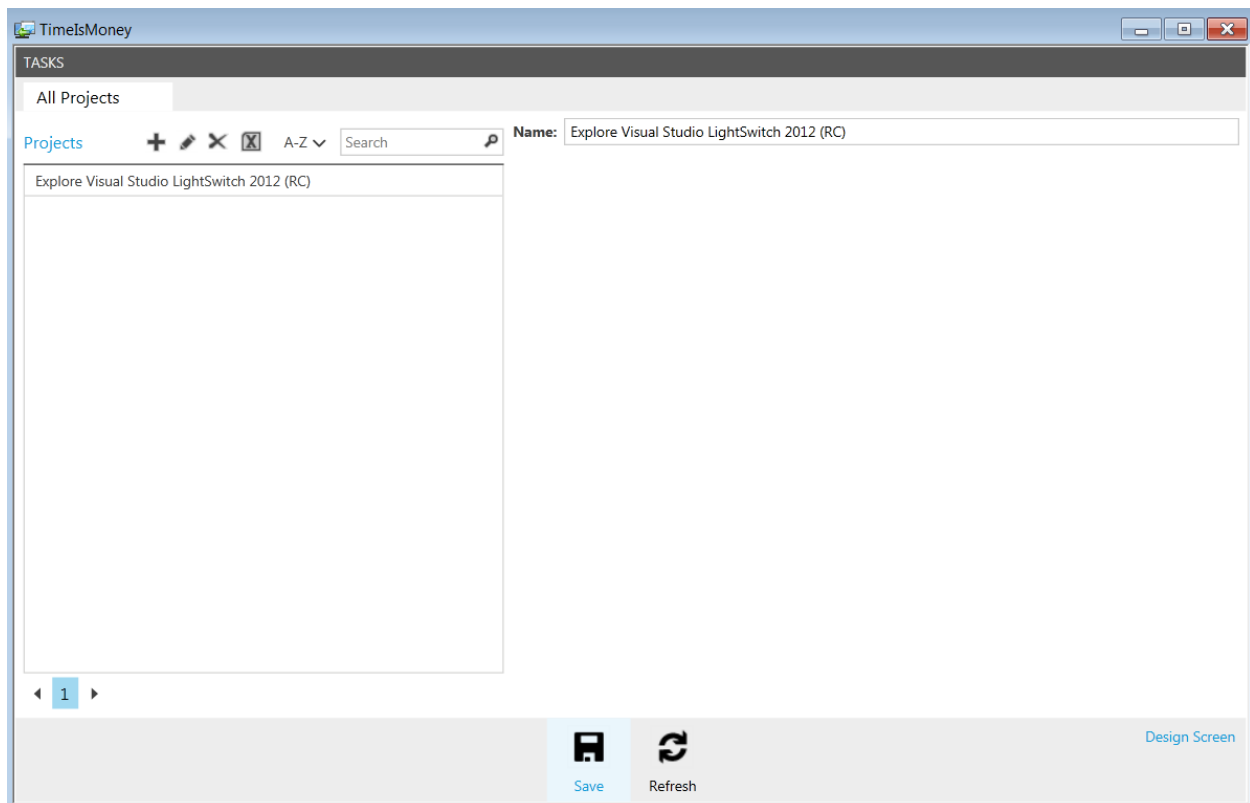 TimeIsMoney
TASKS
All Projects
Projects
A-Z
Search
Name: Explore Visual Studio LightSwitch 2012 (RC)
Explore Visual Studio LightSwitch 2012 (RC)
1
Save
Refresh
Design Screen